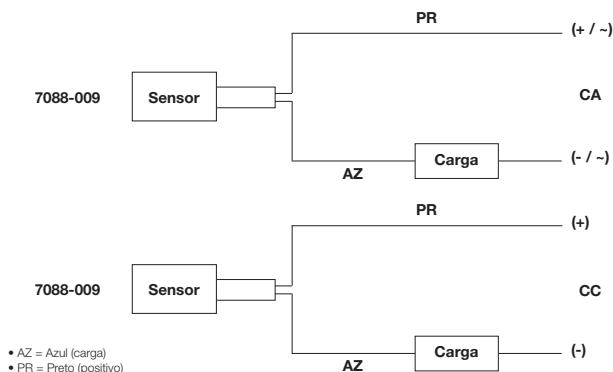 PR
(+ / ~)
7088-009
Sensor
CA
AZ
Carga
(- / ~)
PR
(+)
7088-009
Sensor
CC
AZ
Carga
(-)
• AZ = Azul (carga)
• PR = Preto (positivo)